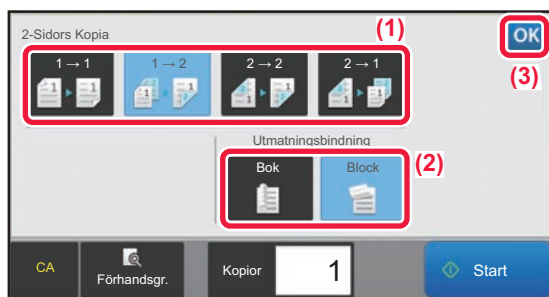 2-Sidors Kopia
(1)
OK
(3)
1 → 1
1 → 2
2 → 2
2 → 1
Utmatningsbindning
Bok
Block
(2)
CA
Förhandsgr.
Kopior
1
Start